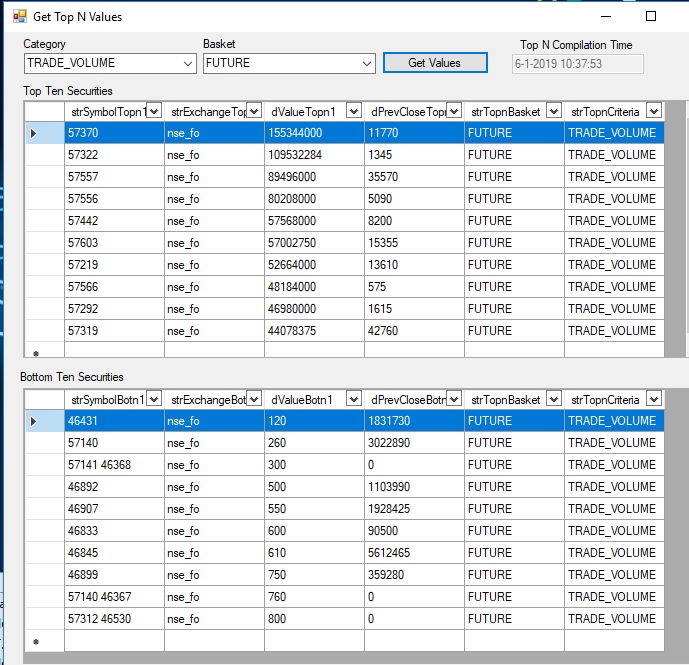 Get Top N Values
Category Basket Top N Compilation Time
TRADE_VOLUME FUTURE Get Values 6-1-2019 10:37:53
Top Ten Securities
strSymbolTopn1 strExchangeTop dValueTopn1 dPrevCloseTopn strTopnBasket strTopnCriteria
57370 nse_fo 155344000 11770 FUTURE TRADE_VOLUME
57322 nse_fo 109532284 1345 FUTURE TRADE_VOLUME
57557 nse_fo 89496000 35570 FUTURE TRADE_VOLUME
57556 nse_fo 80208000 5090 FUTURE TRADE_VOLUME
57442 nse_fo 57568000 8200 FUTURE TRADE_VOLUME
57603 nse_fo 57002750 15355 FUTURE TRADE_VOLUME
57219 nse_fo 52664000 13610 FUTURE TRADE_VOLUME
57566 nse_fo 48184000 575 FUTURE TRADE_VOLUME
57292 nse_fo 46980000 1615 FUTURE TRADE_VOLUME
57319 nse_fo 44078375 42760 FUTURE TRADE_VOLUME
Bottom Ten Securities
strSymbolBotn1 strExchangeBot dValueBotn1 dPrevCloseBotn strTopnBasket strTopnCriteria
46431 nse_fo 120 1831730 FUTURE TRADE_VOLUME
57140 nse_fo 260 3022890 FUTURE TRADE_VOLUME
57141 46368 nse_fo 300 0 FUTURE TRADE_VOLUME
46892 nse_fo 500 1103990 FUTURE TRADE_VOLUME
46907 nse_fo 550 1928425 FUTURE TRADE_VOLUME
46833 nse_fo 600 90500 FUTURE TRADE_VOLUME
46845 nse_fo 610 5612465 FUTURE TRADE_VOLUME
46899 nse_fo 750 359280 FUTURE TRADE_VOLUME
57140 46367 nse_fo 760 0 FUTURE TRADE_VOLUME
57312 46530 nse_fo 800 0 FUTURE TRADE_VOLUME